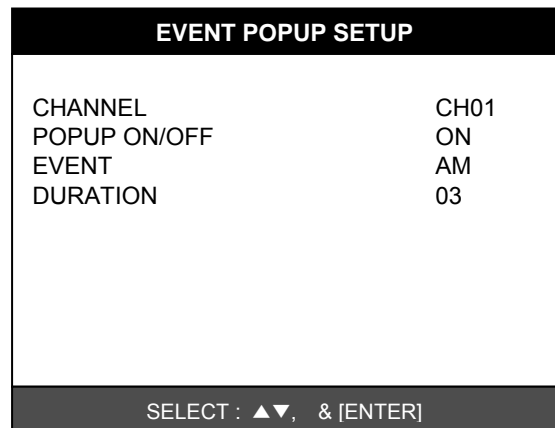 EVENT POPUP SETUP
CHANNEL CH01
POPUP ON/OFF ON
EVENT AM
DURATION 03
SELECT : ▲▼, & [ENTER]